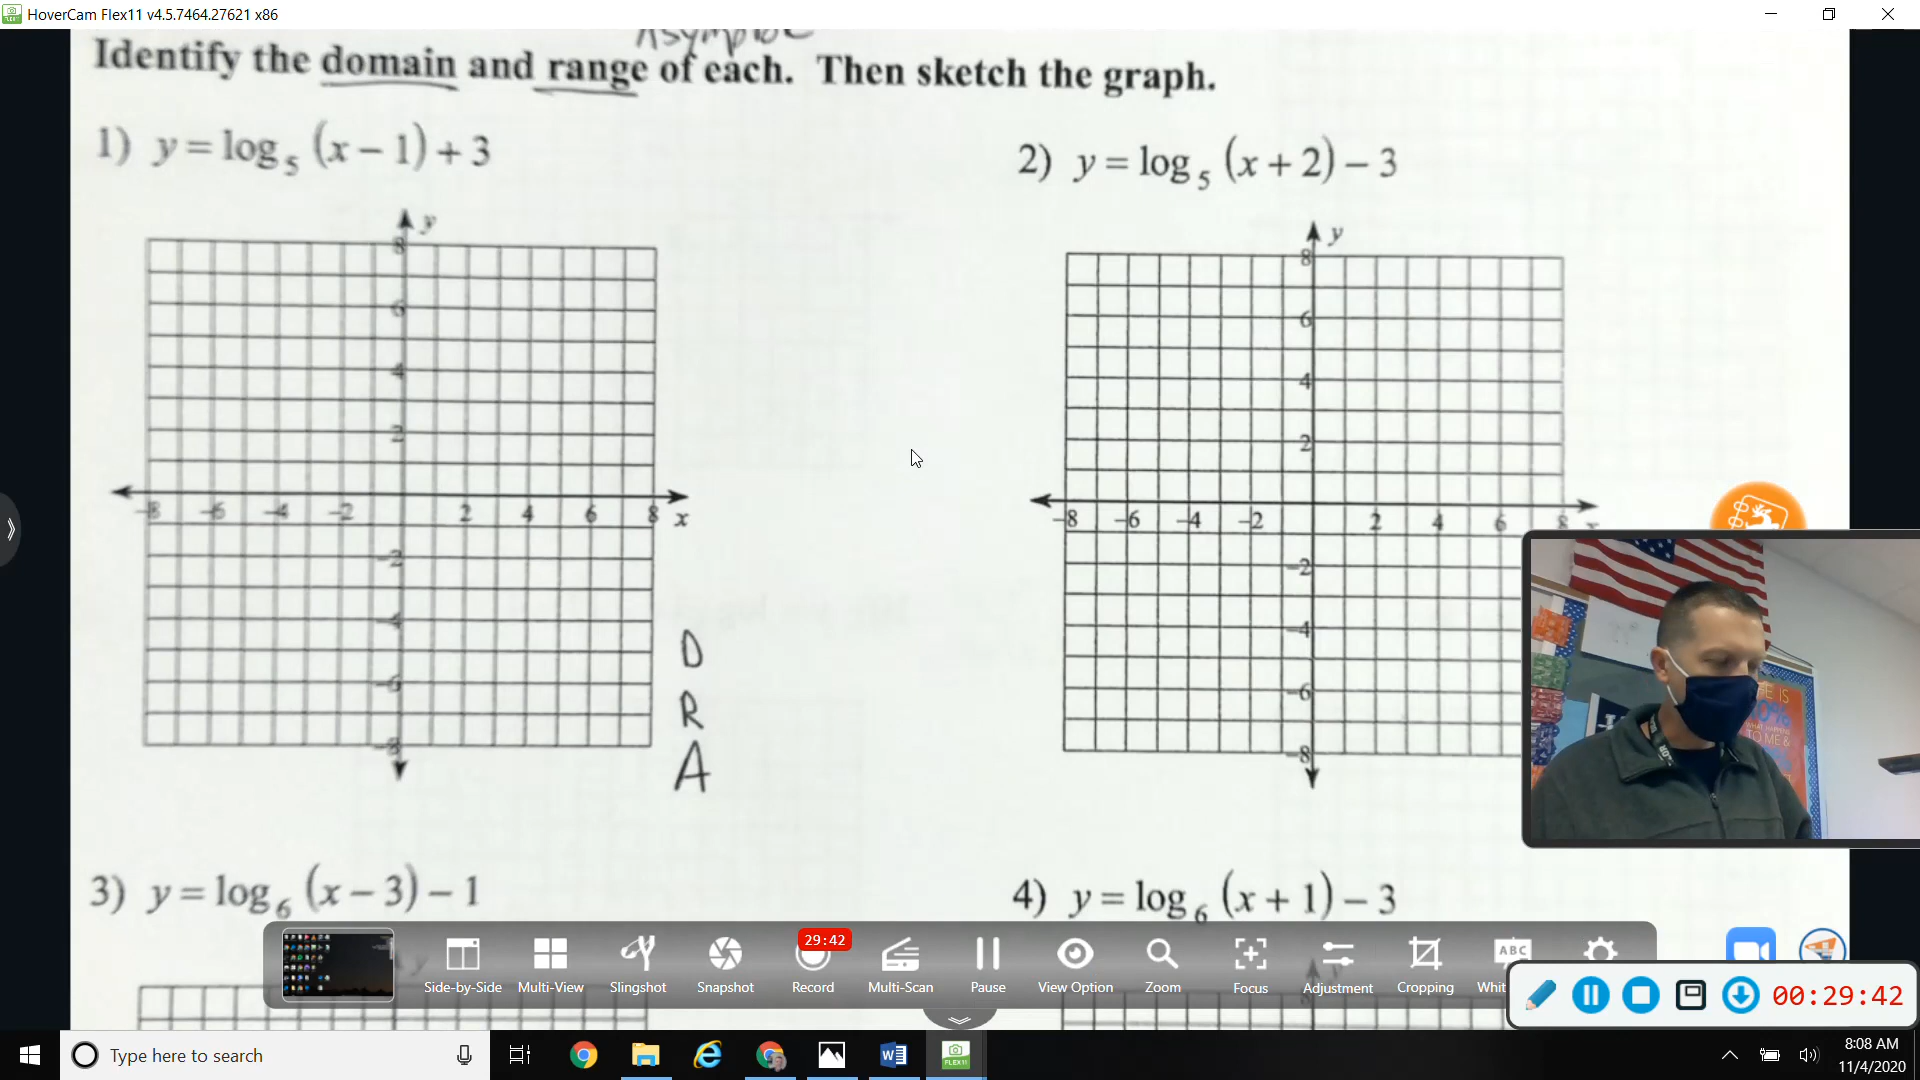 HoverCam Flex11 v4.5.7464.27621 x86
Asymptote
Identify the domain and range of each. Then sketch the graph.
1) y = log₅ (x − 1) + 3
2) y = log₅ (x + 2) − 3
y
8
6
4
2
-8 -6 -4 -2 2 4 6 8 x
-2
-4
-6
-8
D
R
A
y
8
6
4
2
-8 -6 -4 -2 2 4 6 8
-2
-4
-6
-8
3) y = log₆ (x − 3) − 1
4) y = log₆ (x + 1) − 3
29:42
ABC
Side-by-Side Multi-View Slingshot Snapshot Record Multi-Scan Pause View Option Zoom Focus Adjustment Cropping Whit
00:29:42
Type here to search
FLEX11
8:08 AM
11/4/2020